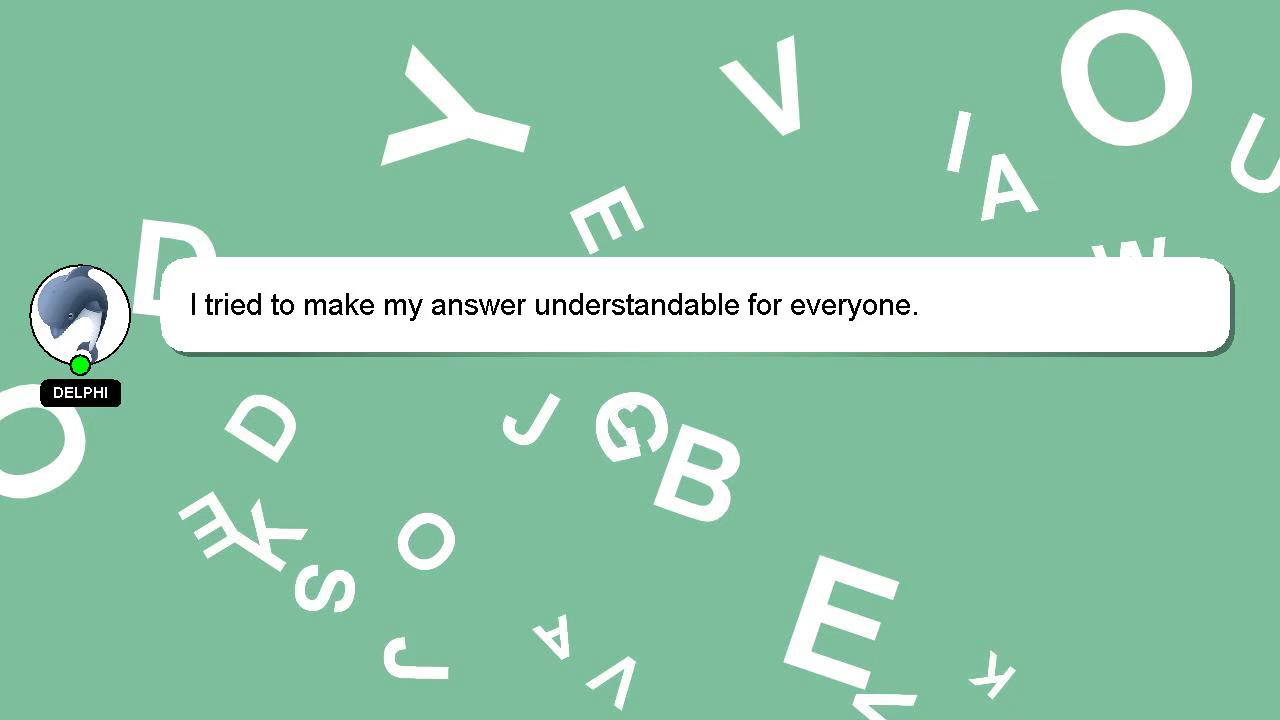 Y
V
O
I
A
U
E
D
W
I tried to make my answer understandable for everyone.
DELPHI
O
D
J
G
B
E
K
O
S
E
J
A
V
K
V